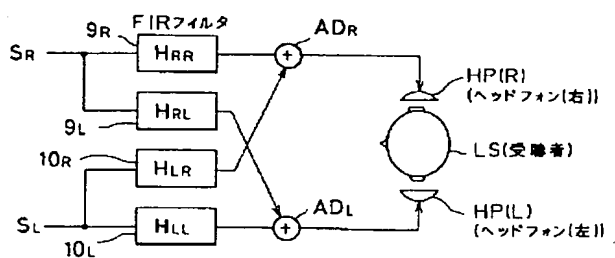 FIRフィルタ
9R
HRR
ADR
SR
+
HP(R)
(ヘッドフォン(右))
HRL
9L
10R
HLR
LS(受聴者)
SL
HLL
10L
+
ADL
HP(L)
(ヘッドフォン(左))